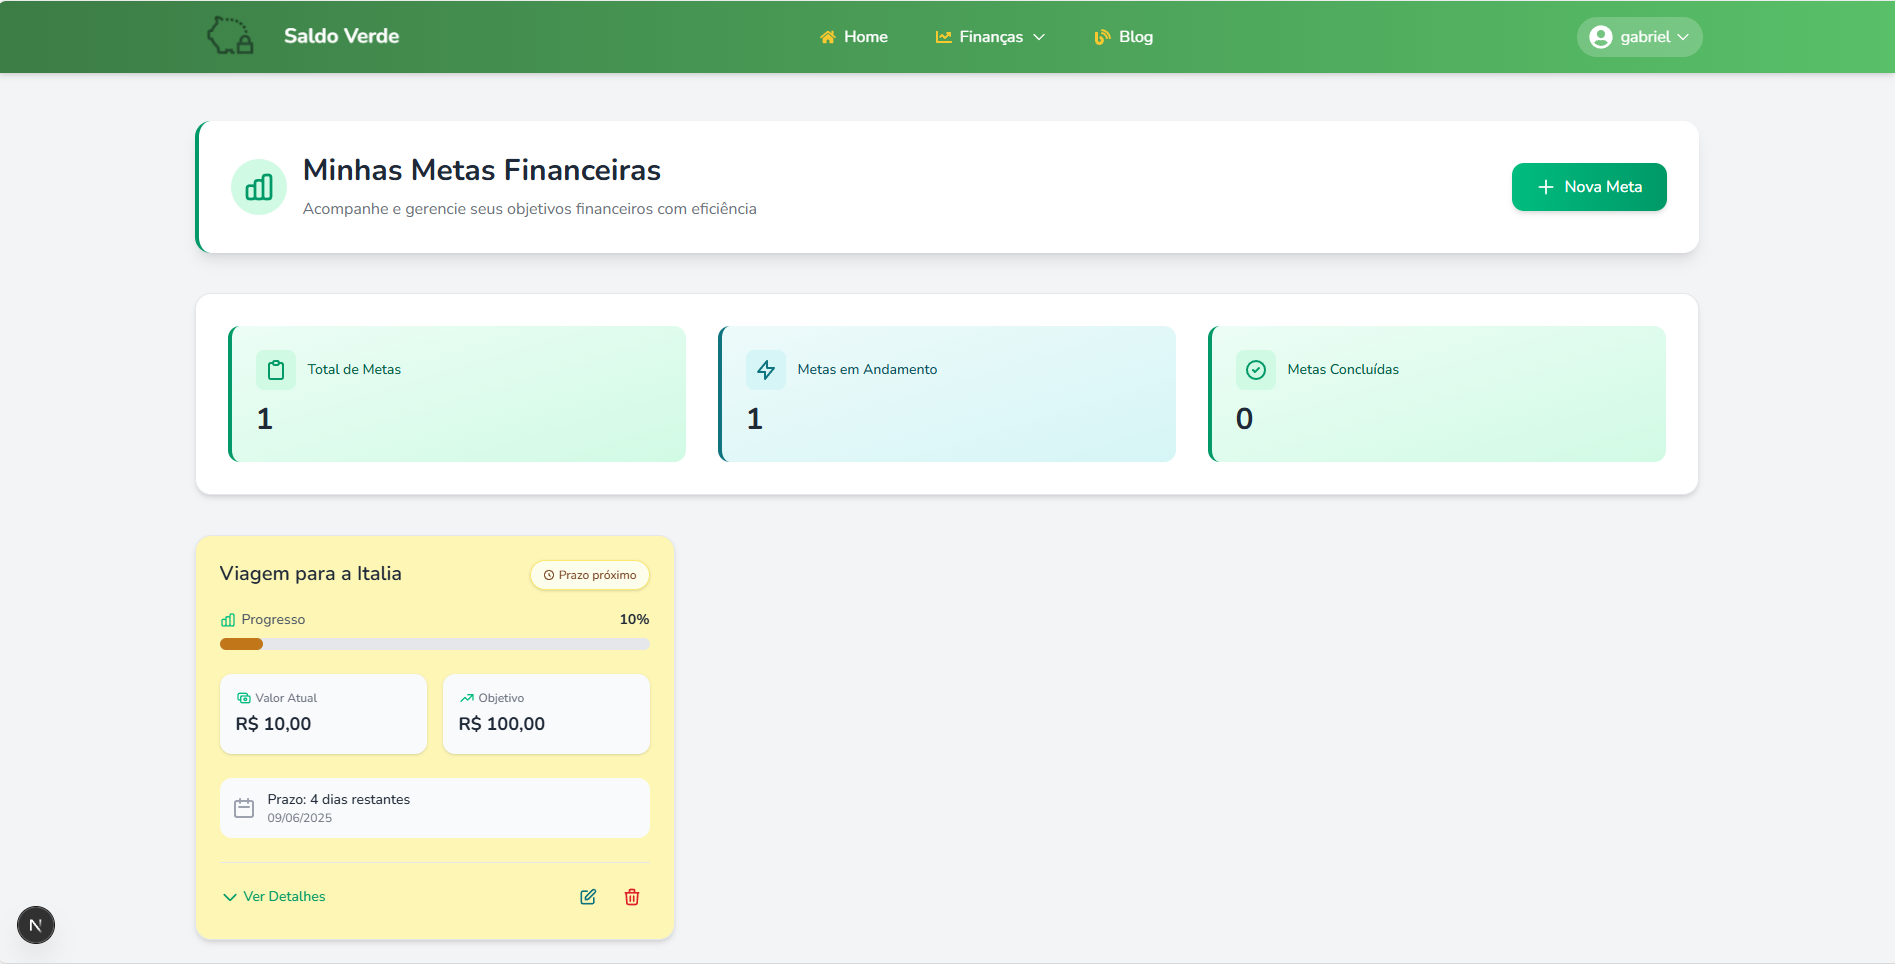 Saldo Verde
Home
Finanças
Blog
gabriel
Minhas Metas Financeiras
Acompanhe e gerencie seus objetivos financeiros com eficiência
Nova Meta
Total de Metas
1
Metas em Andamento
1
Metas Concluídas
0
Viagem para a Italia
Prazo próximo
Progresso
10%
Valor Atual
R$ 10,00
Objetivo
R$ 100,00
Prazo: 4 dias restantes
09/06/2025
Ver Detalhes
N